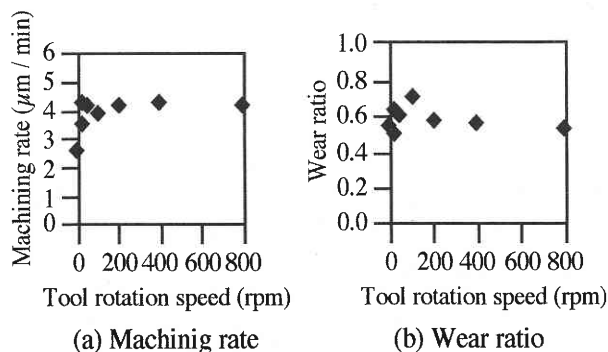 Machining rate (µm / min)
6
5
4
3
2
1
0
0 200 400 600 800
Tool rotation speed (rpm)
(a) Machinig rate
Wear ratio
1.0
0.8
0.6
0.4
0.2
0.0
0 200 400 600 800
Tool rotation speed (rpm)
(b) Wear ratio